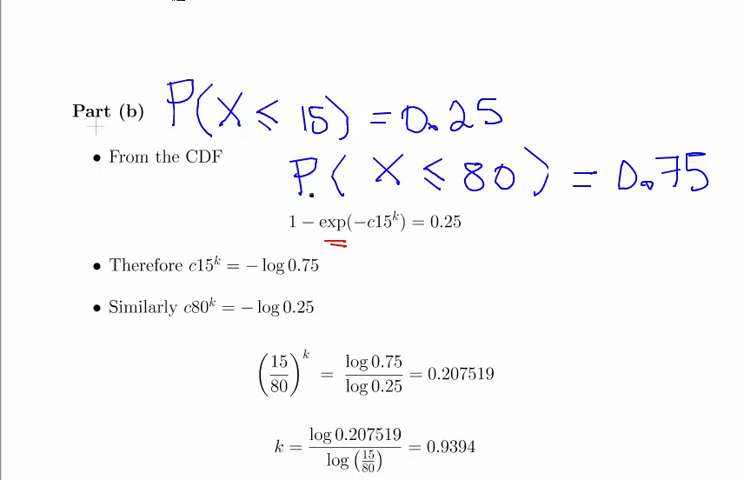 Part (b) P(X ≤ 15) = 0.25
• From the CDF
P(X ≤ 80) = 0.75
1 − exp(−c15^k) = 0.25
• Therefore c15^k = − log 0.75
• Similarly c80^k = − log 0.25
(15/80)^k = log 0.75 / log 0.25 = 0.207519
k = log 0.207519 / log (15/80) = 0.9394